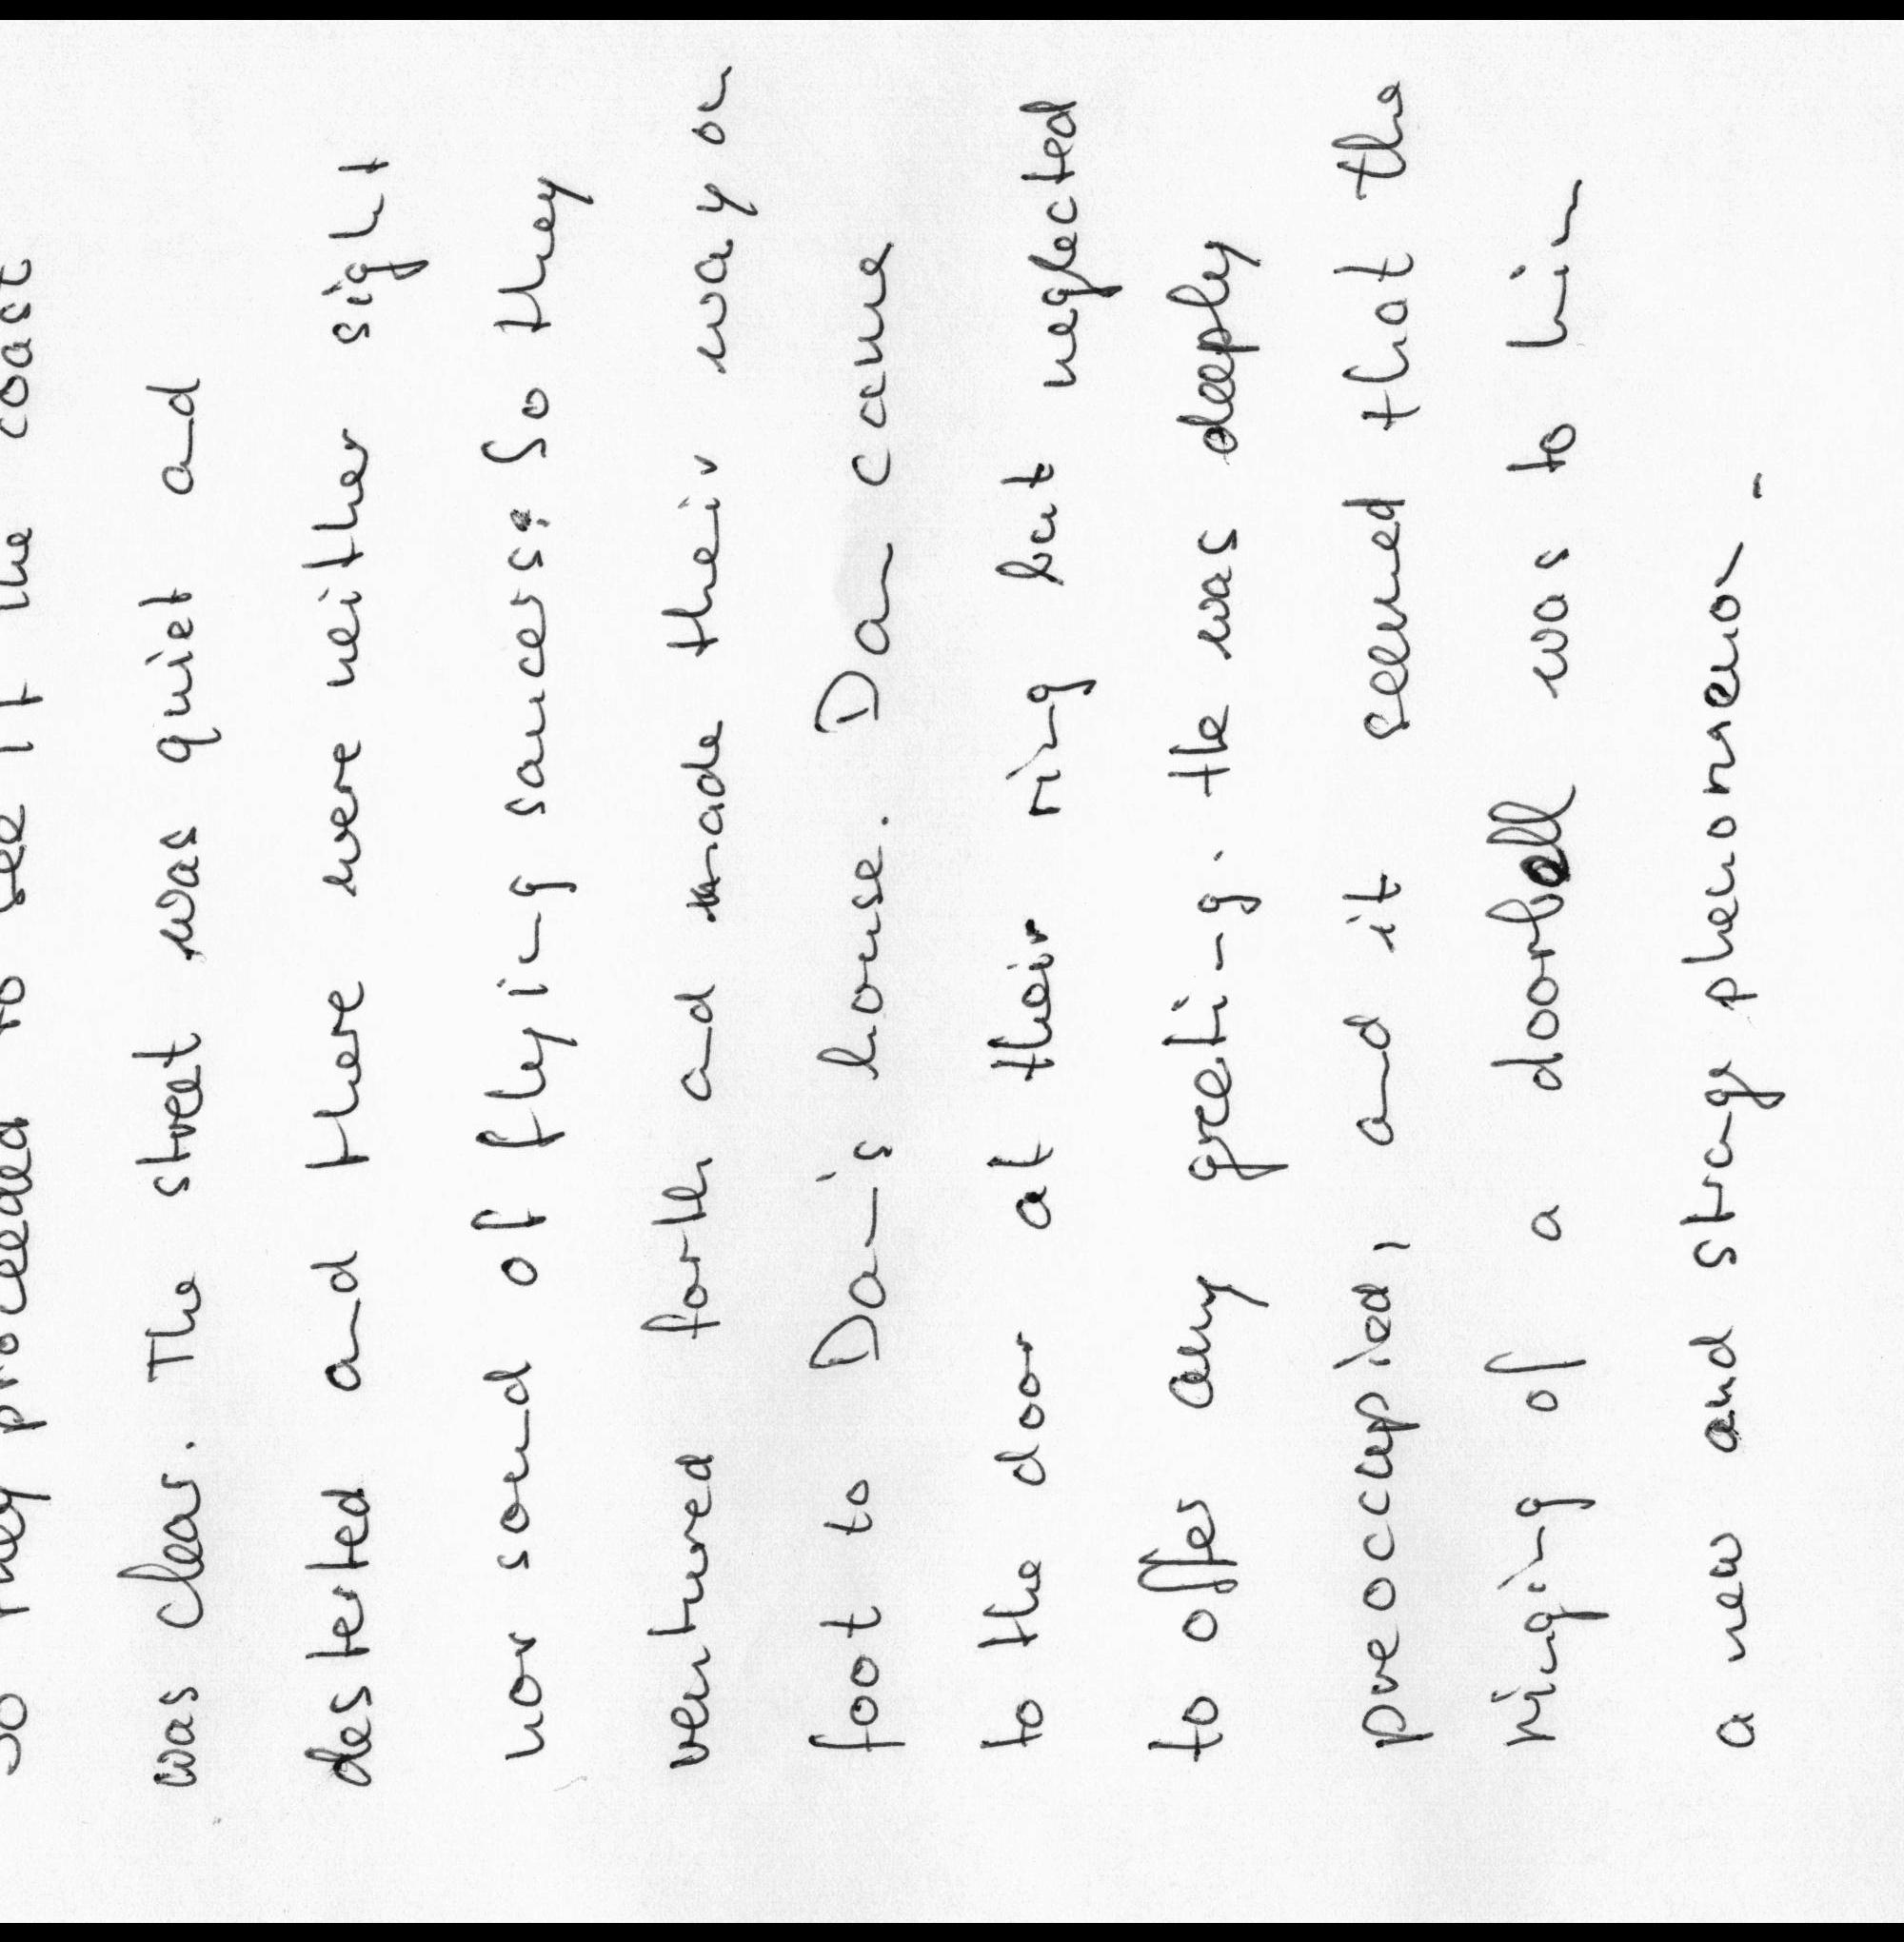 So they proceeded to see if the coast
was clear. The street was quiet and
deserted and there were neither sight
nor sound of flying saucers. So they
ventured forth and made their way on
foot to Dan's house. Dan came
to the door at their ring but neglected
to offer any greeting. He was deeply
preoccupied, and it seemed that the
ringing of a doorbell was to him
a new and strange phenomenon.-